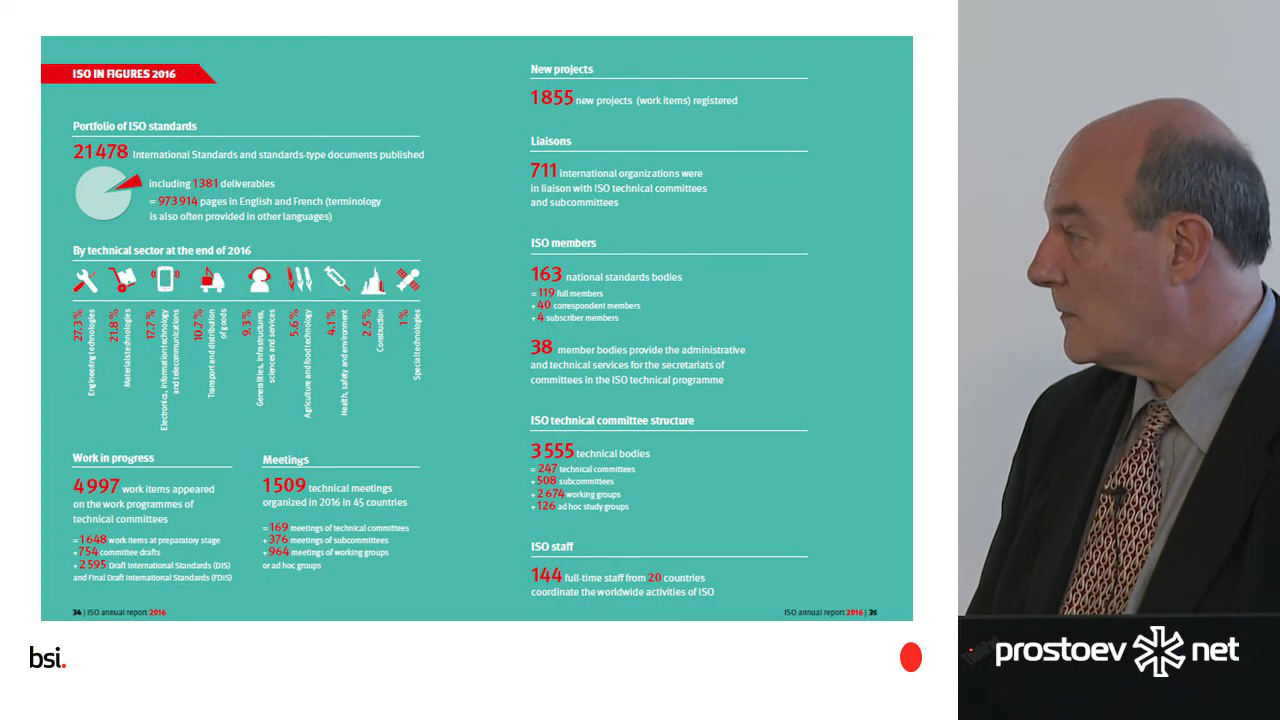 ISO IN FIGURES 2016
Portfolio of ISO standards
21478 International Standards and standards-type documents published
including 1381 deliverables
= 973914 pages in English and French (terminology
is also often provided in other languages)
By technical sector at the end of 2016
27.3% Engineering technologies
21.8% Materials technologies
17.7% Electronics, information technology
and telecommunications
10.7% Transport and distribution
of goods
9.3% Generalities, infrastructures,
sciences and services
5.6% Agriculture and food technology
4.1% Health, safety and environment
2.5% Construction
1% Special technologies
Work in progress
4997 work items appeared
on the work programmes of
technical committees
= 1648 work items at preparatory stage
+ 754 committee drafts
+ 2595 Draft International Standards (DIS)
and Final Draft International Standards (FDIS)
Meetings
1509 technical meetings
organized in 2016 in 45 countries
= 169 meetings of technical committees
+ 376 meetings of subcommittees
+ 964 meetings of working groups
or ad hoc groups
34 | ISO annual report 2016
New projects
1855 new projects (work items) registered
Liaisons
711 international organizations were
in liaison with ISO technical committees
and subcommittees
ISO members
163 national standards bodies
= 119 full members
+ 40 correspondent members
+ 4 subscriber members
38 member bodies provide the administrative
and technical services for the secretariats of
committees in the ISO technical programme
ISO technical committee structure
3555 technical bodies
= 247 technical committees
+ 508 subcommittees
+ 2674 working groups
+ 126 ad hoc study groups
ISO staff
144 full-time staff from 20 countries
coordinate the worldwide activities of ISO
ISO annual report 2016 | 35
bsi.
prostoev net